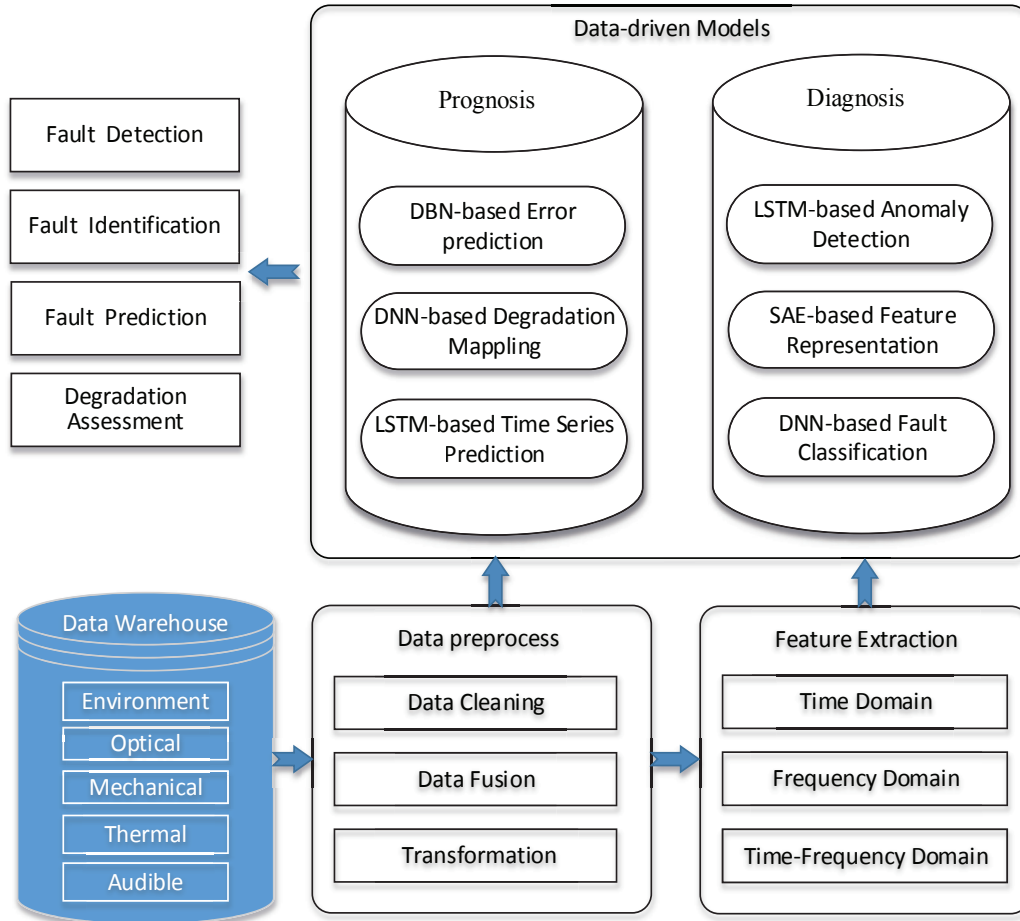 Data-driven Models
Prognosis
DBN-based Error
prediction
DNN-based Degradation
Mappling
LSTM-based Time Series
Prediction
Diagnosis
LSTM-based Anomaly
Detection
SAE-based Feature
Representation
DNN-based Fault
Classification
Fault Detection
Fault Identification
Fault Prediction
Degradation
Assessment
Data Warehouse
Environment
Optical
Mechanical
Thermal
Audible
Data preprocess
Data Cleaning
Data Fusion
Transformation
Feature Extraction
Time Domain
Frequency Domain
Time-Frequency Domain